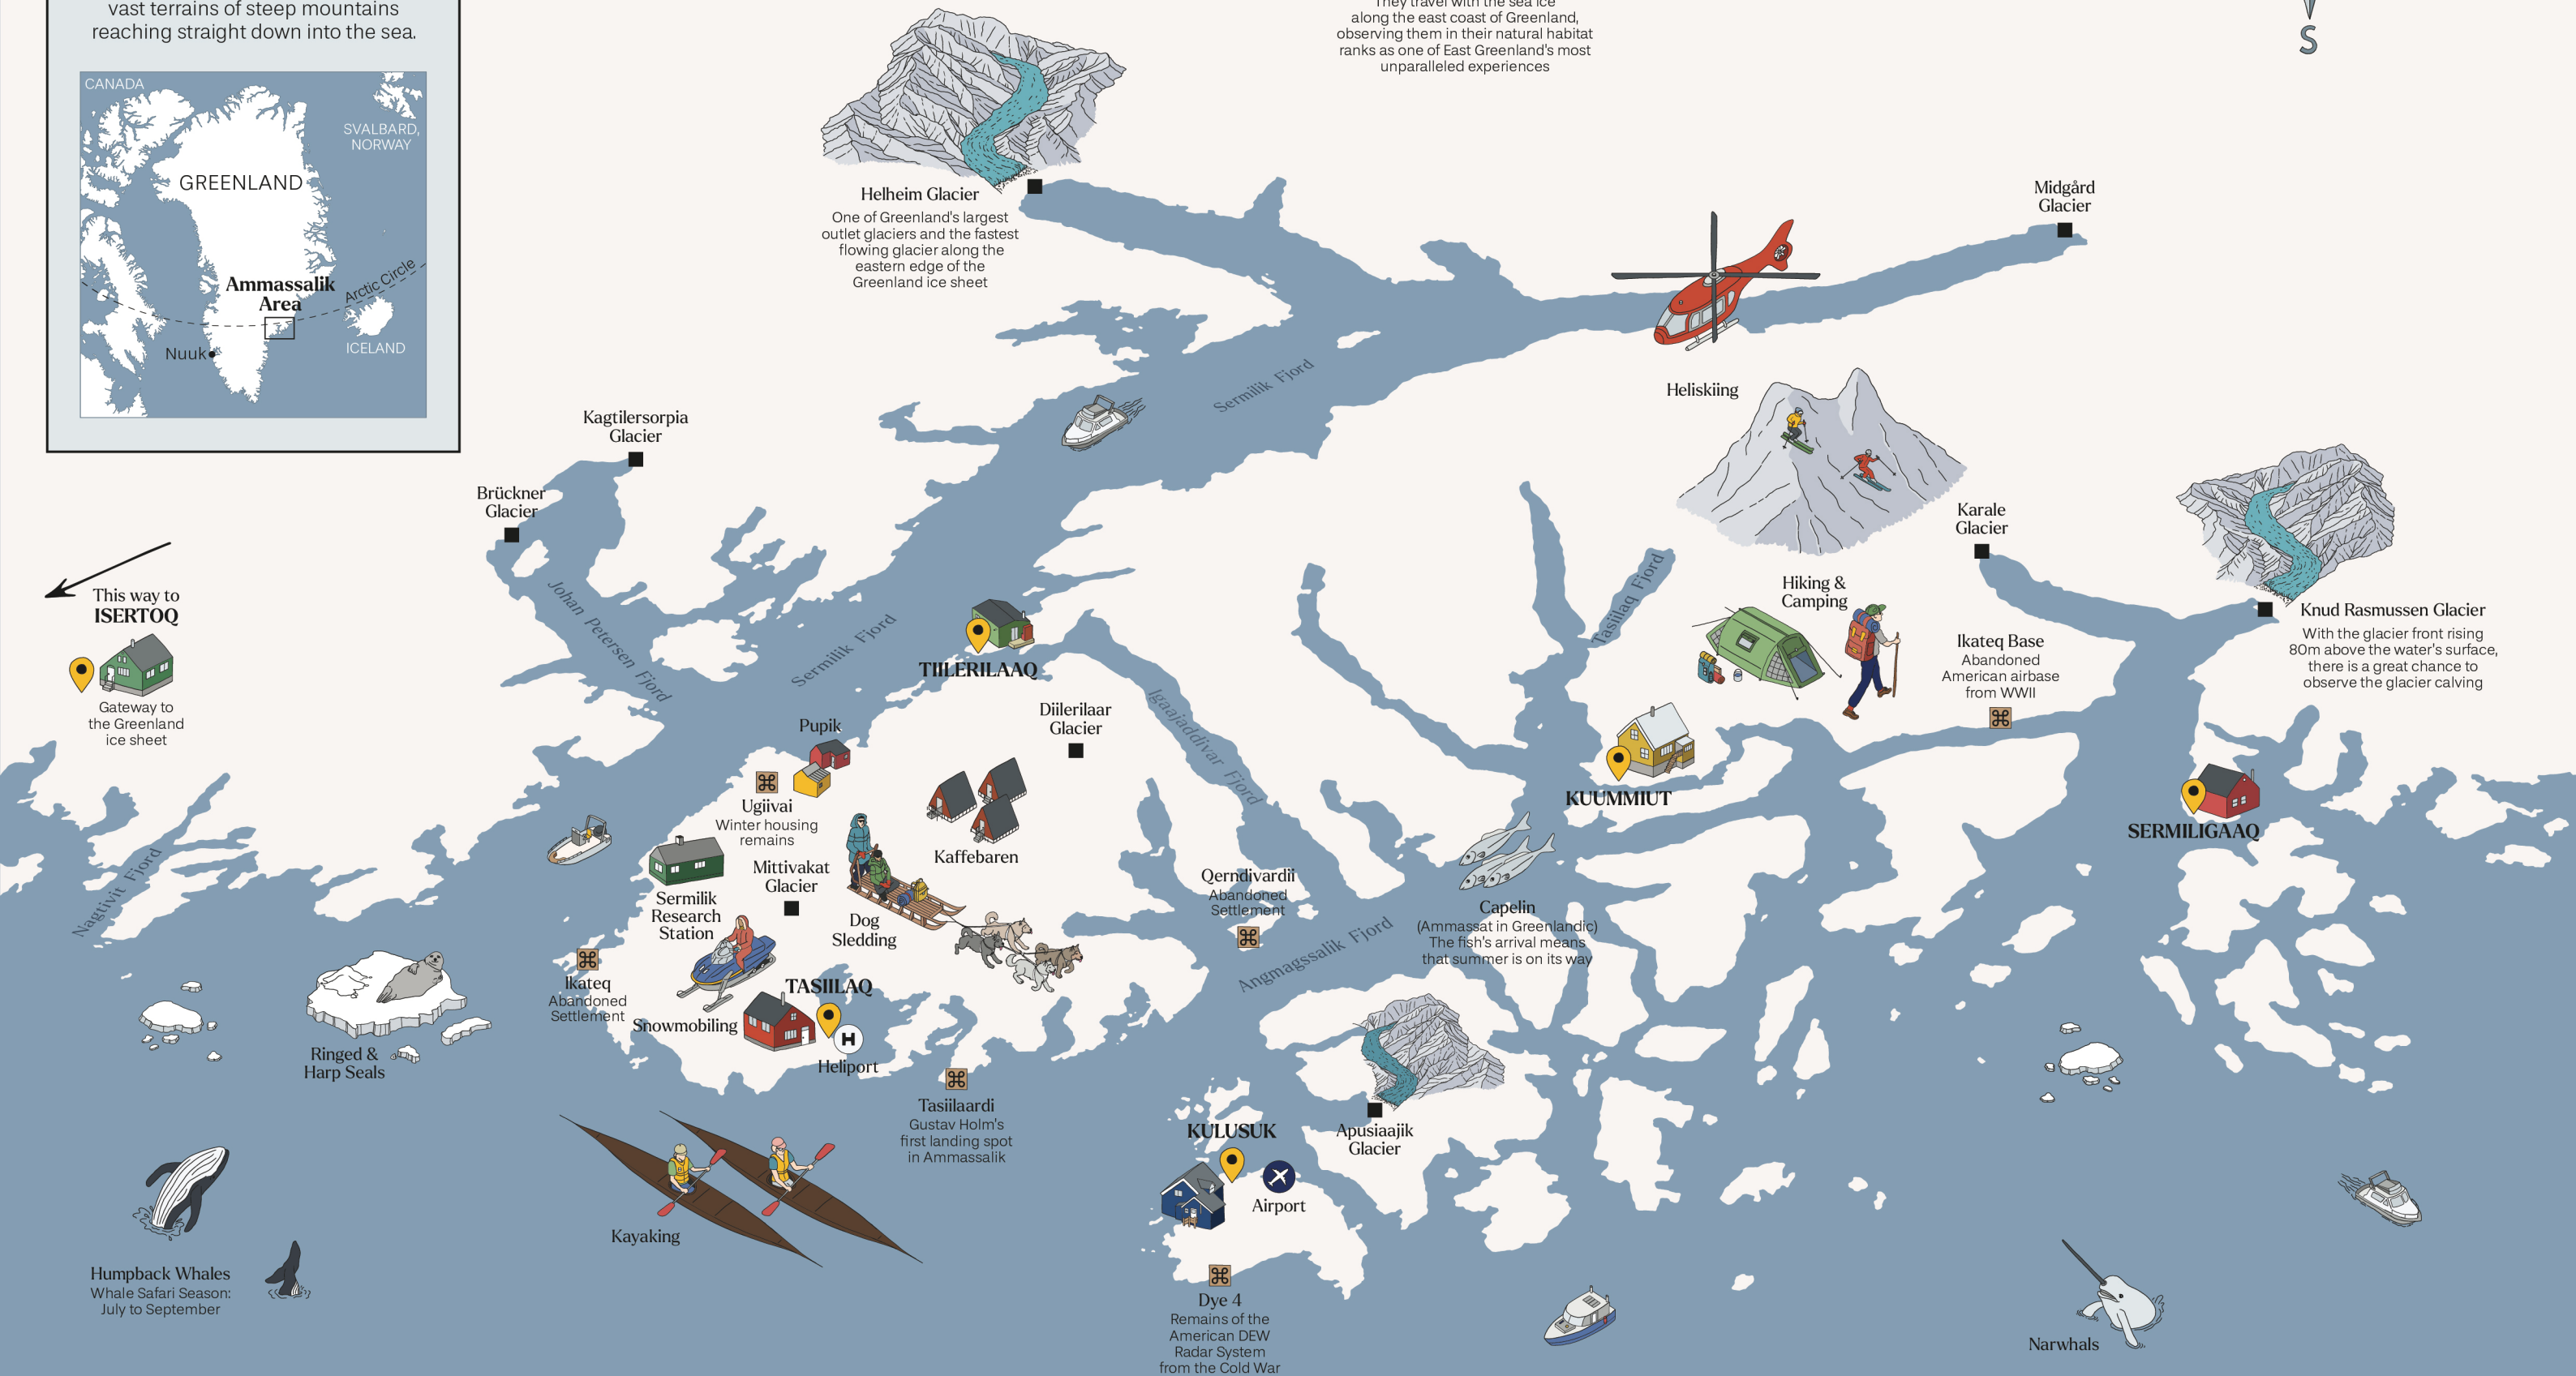 vast terrains of steep mountains
reaching straight down into the sea.
CANADA
SVALBARD,
NORWAY
GREENLAND
Ammassalik
Area
Arctic Circle
Nuuk
ICELAND
They travel with the sea ice
along the east coast of Greenland,
observing them in their natural habitat
ranks as one of East Greenland's most
unparalleled experiences
S
Helheim Glacier
One of Greenland's largest
outlet glaciers and the fastest
flowing glacier along the
eastern edge of the
Greenland ice sheet
Midgård
Glacier
Sermilik Fjord
Heliskiing
Kagtilersorpia
Glacier
Brückner
Glacier
Karale
Glacier
This way to
ISERTOQ
Gateway to
the Greenland
ice sheet
Johan Petersen Fjord
Sermilik Fjord
TIILERILAAQ
Tasiilaq Fjord
Hiking &
Camping
Ikateq Base
Abandoned
American airbase
from WWII
Knud Rasmussen Glacier
With the glacier front rising
80m above the water's surface,
there is a great chance to
observe the glacier calving
Pupik
Diilerilaar
Glacier
Igaajaddivar Fjord
Ugiivai
Winter housing
remains
Kaffebaren
KUUMMIUT
SERMILIGAAQ
Nagtivit Fjord
Sermilik
Research
Station
Mittivakat
Glacier
Dog
Sledding
Qerndivardii
Abandoned
Settlement
Capelin
(Ammassat in Greenlandic)
The fish's arrival means
that summer is on its way
Angmagssalik Fjord
Ikateq
Abandoned
Settlement
TASIILAQ
Snowmobiling
H
Heliport
Ringed &
Harp Seals
Tasiilaardi
Gustav Holm's
first landing spot
in Ammassalik
KULUSUK
Airport
Apusiaajik
Glacier
Kayaking
Humpback Whales
Whale Safari Season:
July to September
Dye 4
Remains of the
American DEW
Radar System
from the Cold War
Narwhals